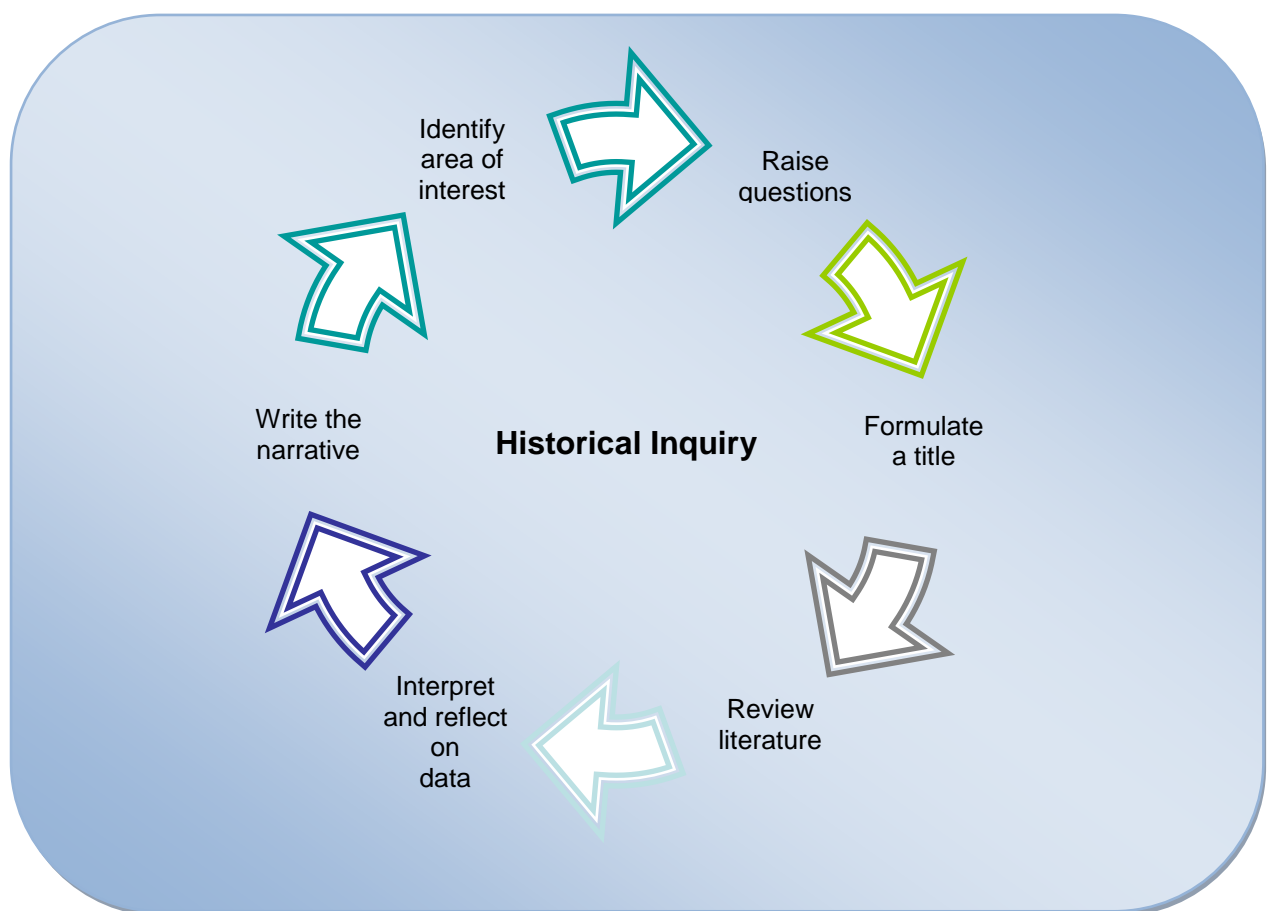 Identify
area of
interest
Raise
questions
Formulate
a title
Review
literature
Interpret
and reflect
on
data
Write the
narrative
Historical Inquiry